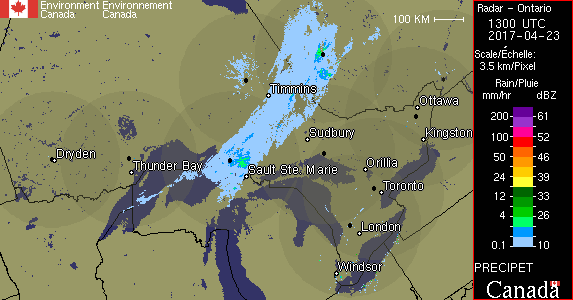 Environment Environnement
Canada Canada
100 KM
Timmins
Ottawa
Sudbury
Kingston
Dryden
Thunder Bay
Sault Ste. Marie
Orillia
Toronto
London
Windsor
Radar - Ontario
1300 UTC
2017-04-23
Scale/Échelle:
3.5 km/Pixel
Rain/Pluie
mm/hr dBZ
200 61
100 56
50 52
50 46
24 39
12 33
4 26
0.1 10
PRECIPET
Canada